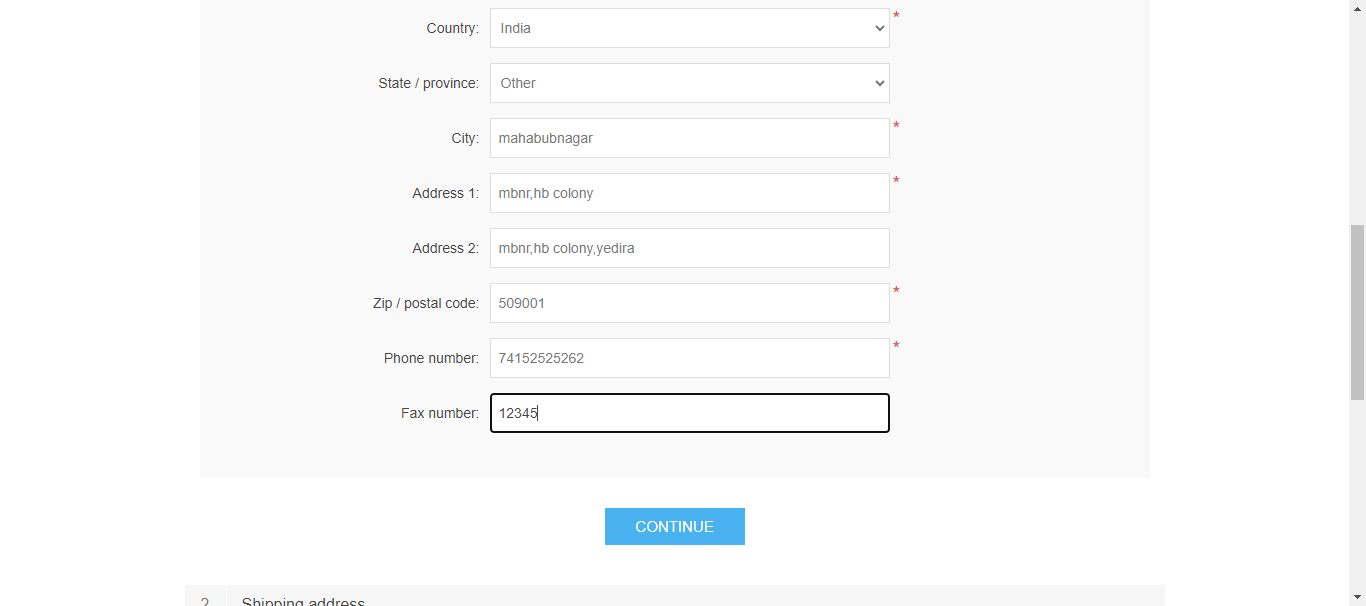 Country: India *
State / province: Other
City: mahabubnagar *
Address 1: mbnr,hb colony *
Address 2: mbnr,hb colony,yedira
Zip / postal code: 509001 *
Phone number: 74152525262 *
Fax number: 12345
CONTINUE
2 Shipping address